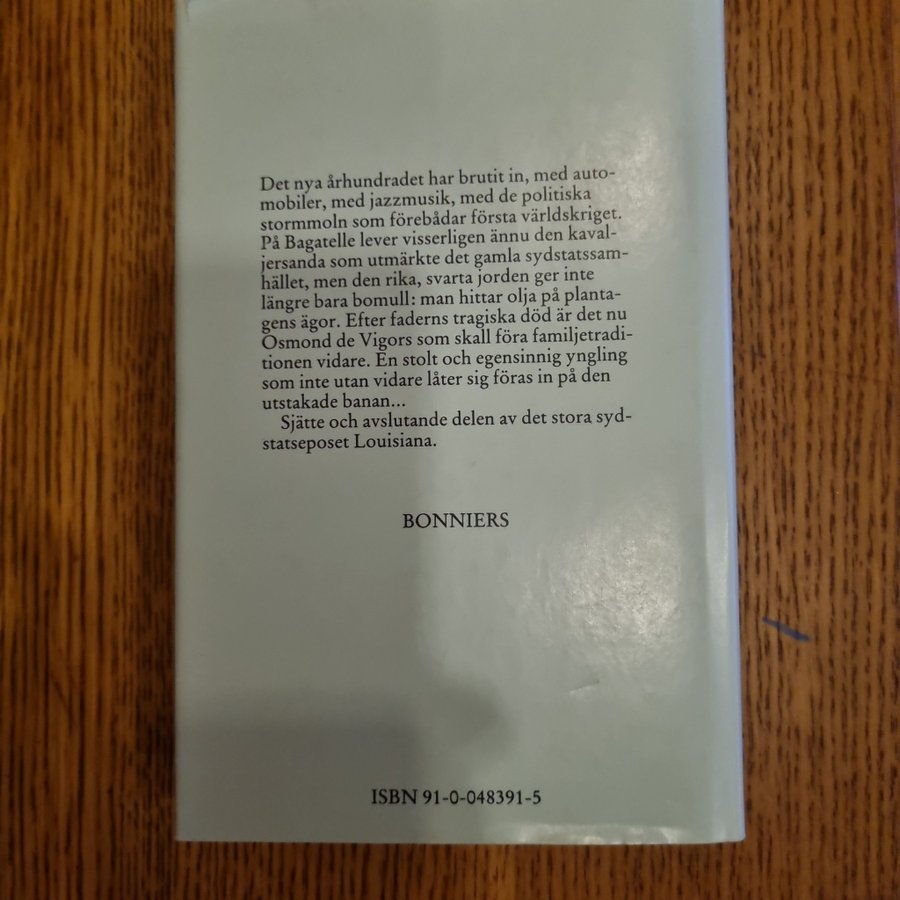 Det nya århundradet har brutit in, med auto-
mobiler, med jazzmusik, med de politiska
stormmoln som förebådar första världskriget.
På Bagatelle lever visserligen ännu den kaval-
jersanda som utmärkte det gamla sydstatssam-
hället, men den rika, svarta jorden ger inte
längre bara bomull: man hittar olja på planta-
gens ägor. Efter faderns tragiska död är det nu
Osmond de Vigors som skall föra familjetradi-
tionen vidare. En stolt och egensinnig yngling
som inte utan vidare låter sig föras in på den
utstakade banan...
Sjätte och avslutande delen av det stora syd-
statseposet Louisiana.
BONNIERS
ISBN 91-0-048391-5